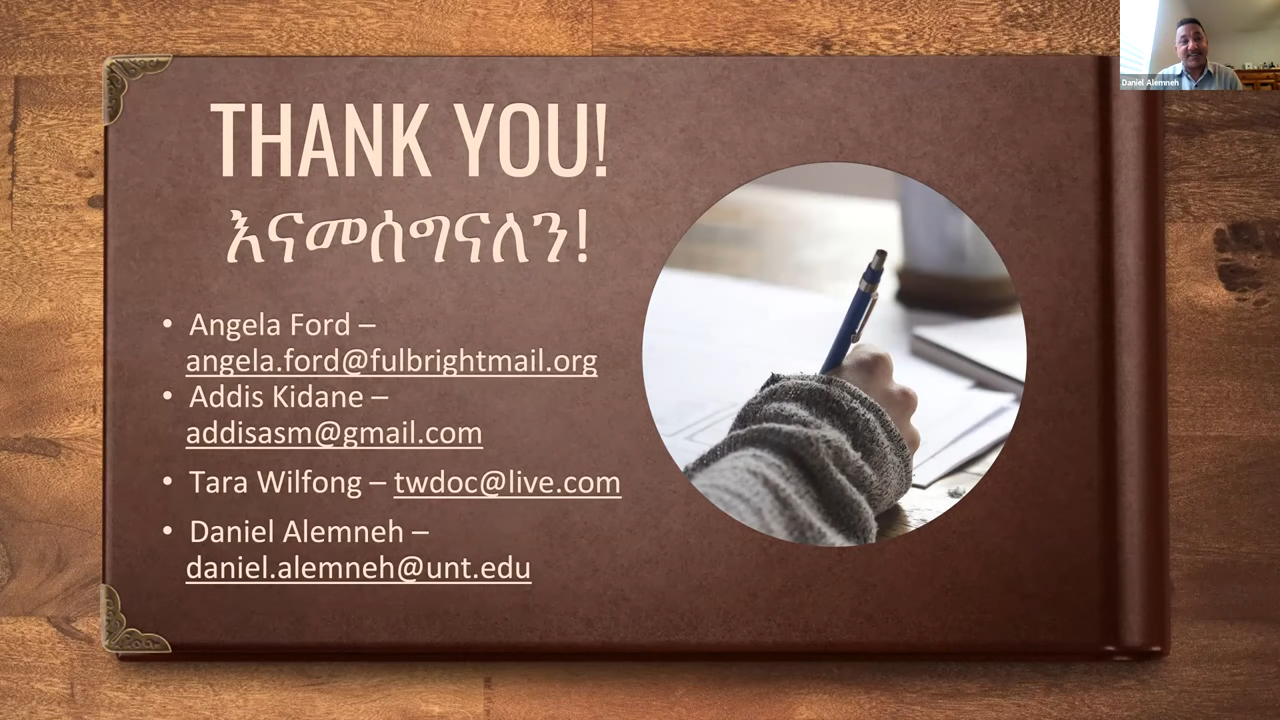 THANK YOU!
እናመሰግናለን!
• Angela Ford –
angela.ford@fulbrightmail.org
• Addis Kidane –
addisasm@gmail.com
• Tara Wilfong – twdoc@live.com
• Daniel Alemneh –
daniel.alemneh@unt.edu
Daniel Alemneh